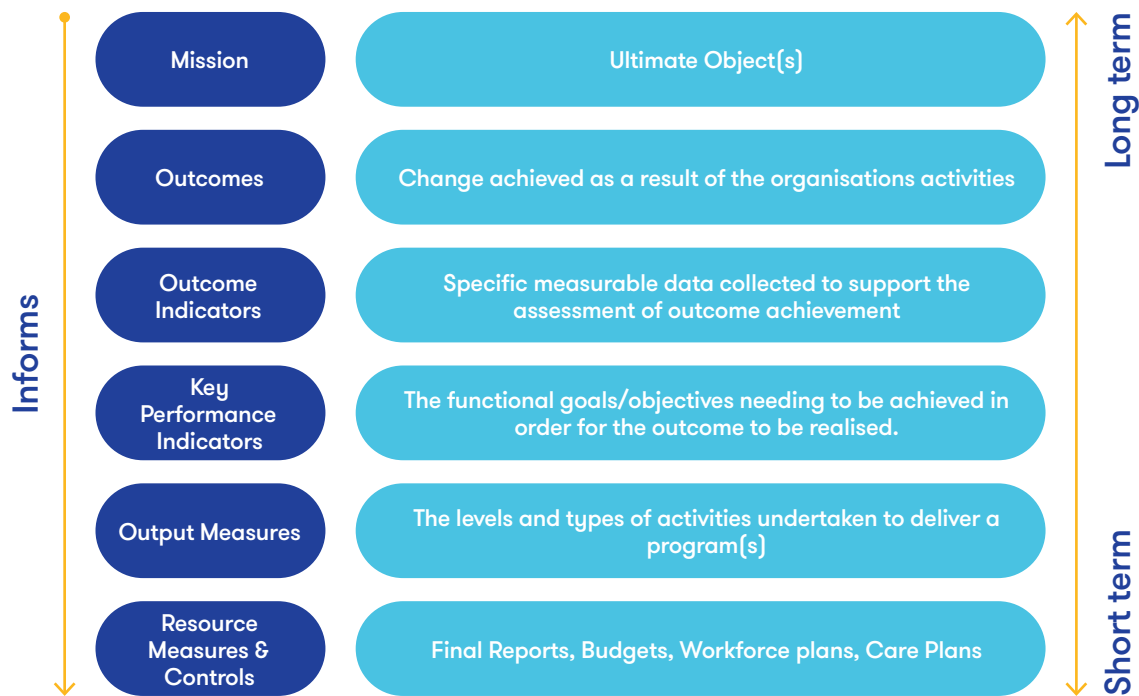 Informs
Mission
Ultimate Object(s)
Long term
Outcomes
Change achieved as a result of the organisations activities
Outcome
Indicators
Specific measurable data collected to support the
assessment of outcome achievement
Key
Performance
Indicators
The functional goals/objectives needing to be achieved in
order for the outcome to be realised.
Output Measures
The levels and types of activities undertaken to deliver a
program(s)
Resource
Measures &
Controls
Final Reports, Budgets, Workforce plans, Care Plans
Short term